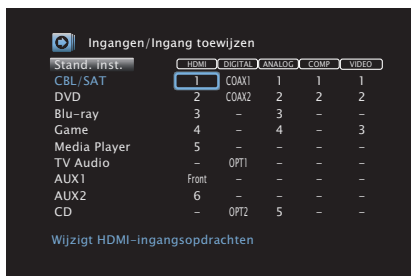 Ingangen/Ingang toewijzen
Stand. inst. HDMI DIGITAL ANALOG COMP VIDEO
CBL/SAT 1 COAX1 1 1 1
DVD 2 COAX2 2 2 2
Blu-ray 3 – 3 – –
Game 4 – 4 – 3
Media Player 5 – – – –
TV Audio – OPT1 – – –
AUX1 Front – – – –
AUX2 6 – – – –
CD – OPT2 5 – –
Wijzigt HDMI-ingangsopdrachten